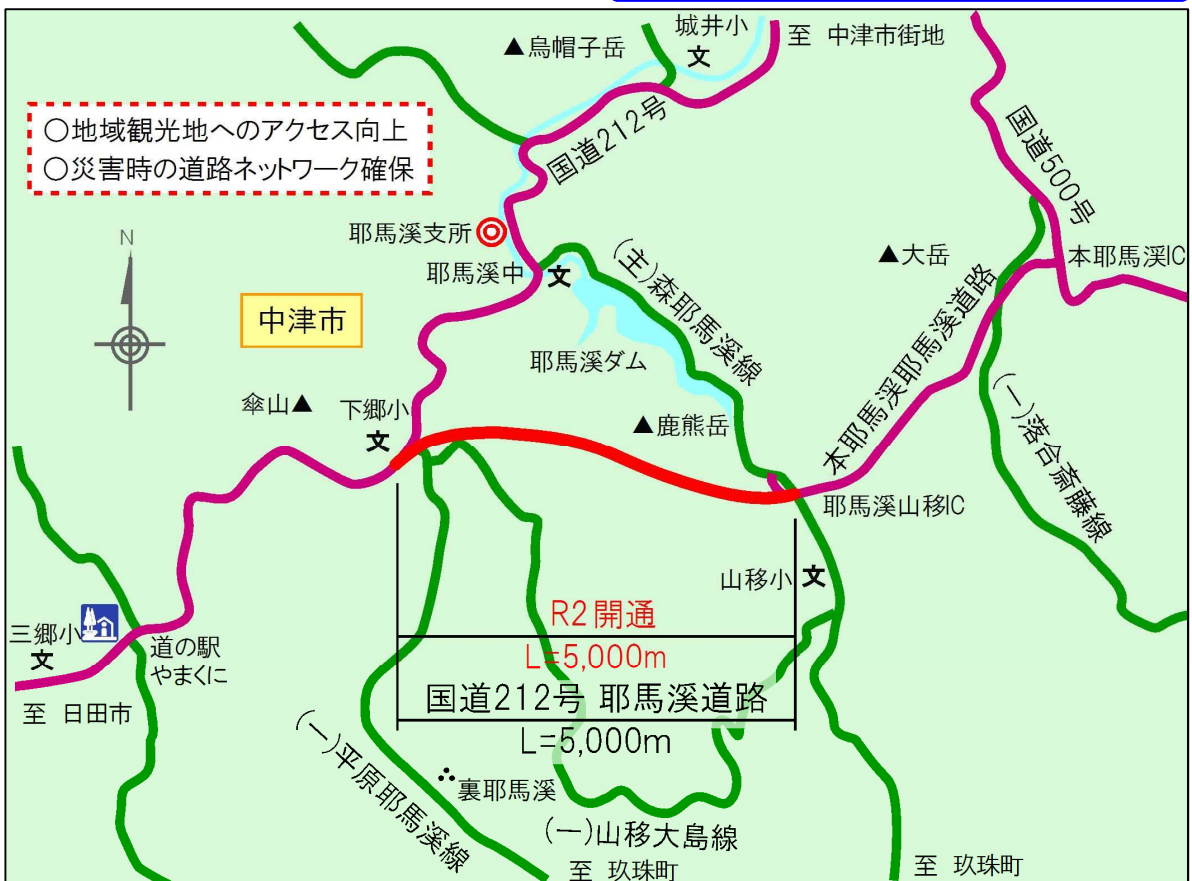 城井小
文
至 中津市街地
▲烏帽子岳
○地域観光地へのアクセス向上
○災害時の道路ネットワーク確保
国道212号
国道500号
耶馬溪支所
N
耶馬溪中
文
(主)森耶馬溪線
▲大岳
本耶馬渓IC
中津市
耶馬溪ダム
本耶馬渓耶馬溪道路
傘山▲
下郷小
文
▲鹿熊岳
(一)落合斎藤線
耶馬溪山移IC
山移小
文
R2開通
L=5,000m
国道212号 耶馬溪道路
L=5,000m
三郷小
文
道の駅
やまくに
至 日田市
(一)平原耶馬溪線
裏耶馬溪
(一)山移大島線
至 玖珠町
至 玖珠町